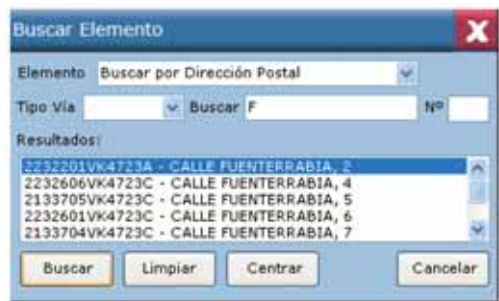 Buscar Elemento
Elemento Buscar por Dirección Postal
Tipo Vía Buscar F Nº
Resultados:
2232201VK4723A - CALLE FUENTERRABIA, 2
2232606VK4723C - CALLE FUENTERRABIA, 4
2133705VK4723C - CALLE FUENTERRABIA, 5
2232601VK4723C - CALLE FUENTERRABIA, 6
2133704VK4723C - CALLE FUENTERRABIA, 7
Buscar Limpiar Centrar Cancelar